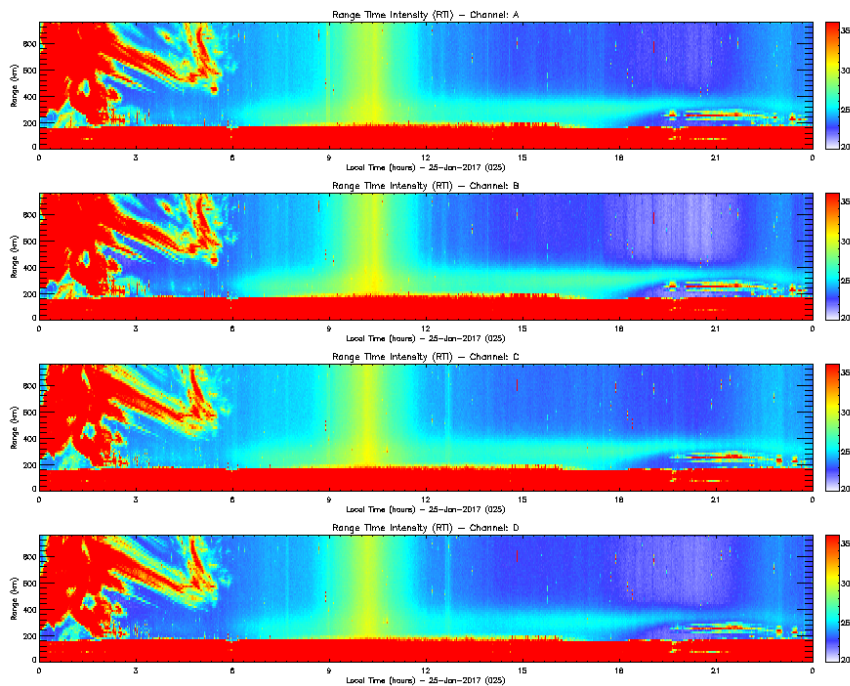 Range Time Intensity (RTI) – Channel: A
Range (km)
800
600
400
200
0
0 3 6 9 12 15 18 21 0
Local Time [hours] – 25-Jan-2017 (025)
35
30
25
20
Range Time Intensity (RTI) – Channel: B
Range (km)
800
600
400
200
0
0 3 6 9 12 15 18 21 0
Local Time [hours] – 25-Jan-2017 (025)
35
30
25
20
Range Time Intensity (RTI) – Channel: C
Range (km)
800
600
400
200
0
0 3 6 9 12 15 18 21 0
Local Time [hours] – 25-Jan-2017 (025)
35
30
25
20
Range Time Intensity (RTI) – Channel: D
Range (km)
800
600
400
200
0
0 3 6 9 12 15 18 21 0
Local Time [hours] – 25-Jan-2017 (025)
35
30
25
20